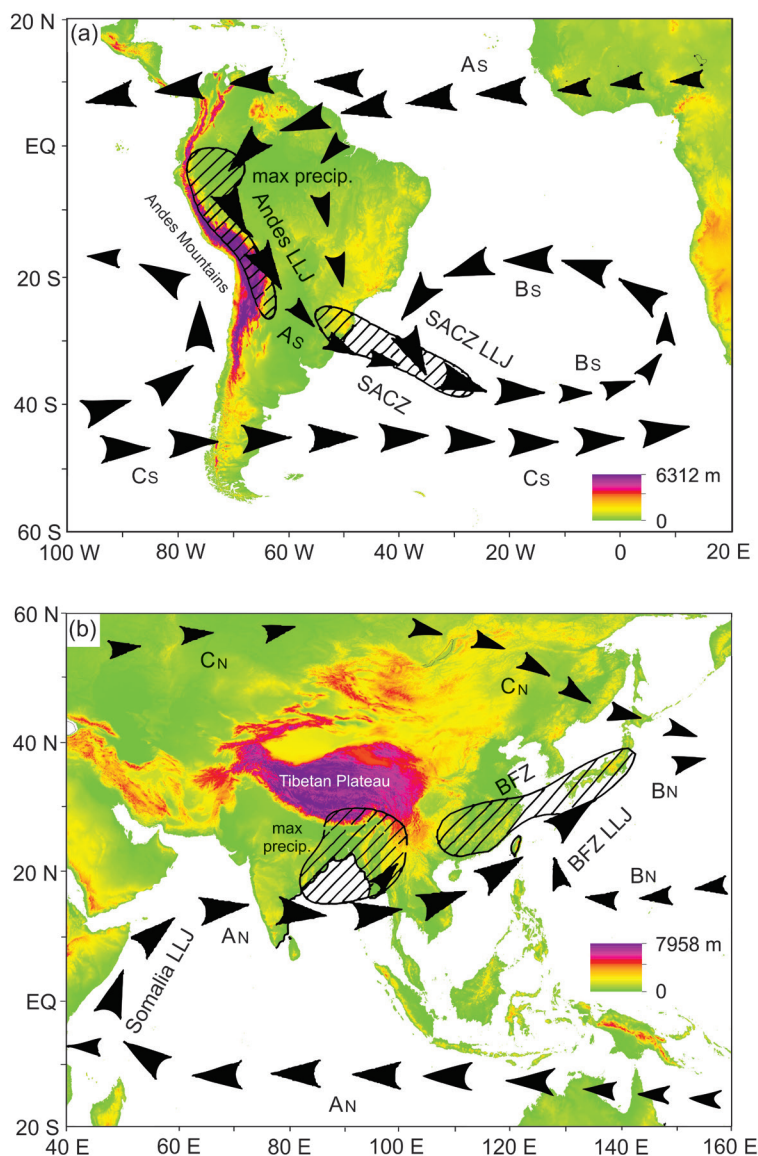 20 N
(a)
As
EQ
max precip.
Andes Mountains
Andes LLJ
20 S
Bs
As
SACZ LLJ
Bs
SACZ
40 S
Cs
Cs
6312 m
0
60 S
100 W
80 W
60 W
40 W
20 W
0
20 E
60 N
(b)
CN
CN
40 N
Tibetan Plateau
BFZ
BN
max
precip.
BFZ LLJ
20 N
BN
AN
Somalia LLJ
7958 m
0
EQ
AN
20 S
40 E
60 E
80 E
100 E
120 E
140 E
160 E